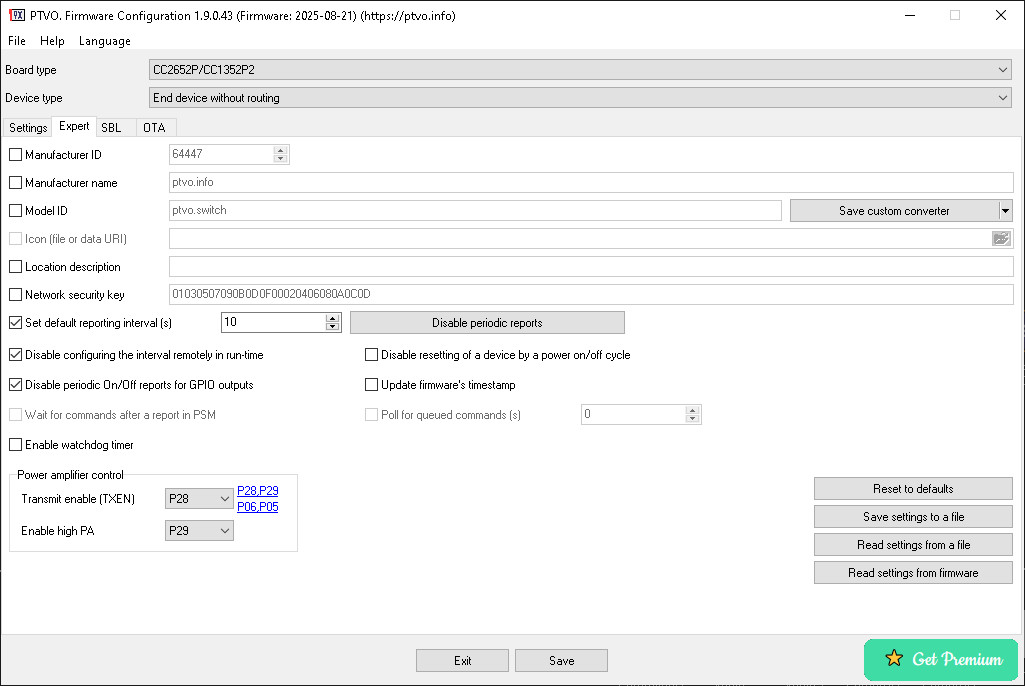 PTVO. Firmware Configuration 1.9.0.43 (Firmware: 2025-08-21) (https://ptvo.info)
File Help Language
Board type CC2652P/CC1352P2
Device type End device without routing
Settings Expert SBL OTA
Manufacturer ID 64447
Manufacturer name ptvo.info
Model ID ptvo.switch Save custom converter
Icon (file or data URI)
Location description
Network security key 01030507090B0D0F00020406080A0C0D
Set default reporting interval (s) 10 Disable periodic reports
Disable configuring the interval remotely in run-time Disable resetting of a device by a power on/off cycle
Disable periodic On/Off reports for GPIO outputs Update firmware's timestamp
Wait for commands after a report in PSM Poll for queued commands (s) 0
Enable watchdog timer
Power amplifier control
Transmit enable (TXEN) P28 P28,P29
P06,P05
Enable high PA P29
Reset to defaults
Save settings to a file
Read settings from a file
Read settings from firmware
Exit Save Get Premium